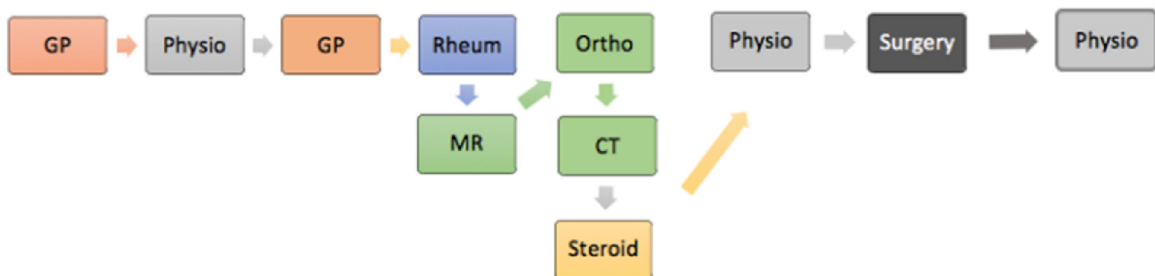 GP
Physio
GP
Rheum
MR
Ortho
CT
Steroid
Physio
Surgery
Physio